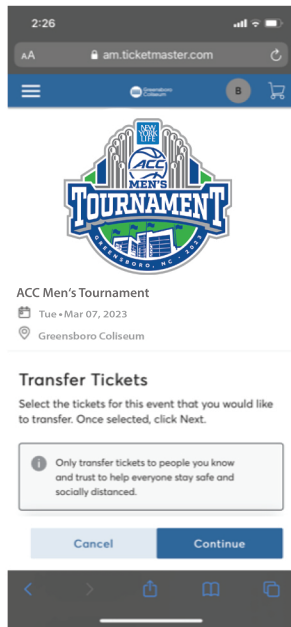 2:26
AA am.ticketmaster.com
Greensboro
Coliseum
B
NEW
YORK
LIFE
ACC
MEN'S
TOURNAMENT
GREENSBORO, NC • 2023
ACC Men's Tournament
Tue • Mar 07, 2023
Greensboro Coliseum
Transfer Tickets
Select the tickets for this event that you would like
to transfer. Once selected, click Next.
Only transfer tickets to people you know
and trust to help everyone stay safe and
socially distanced.
Cancel Continue